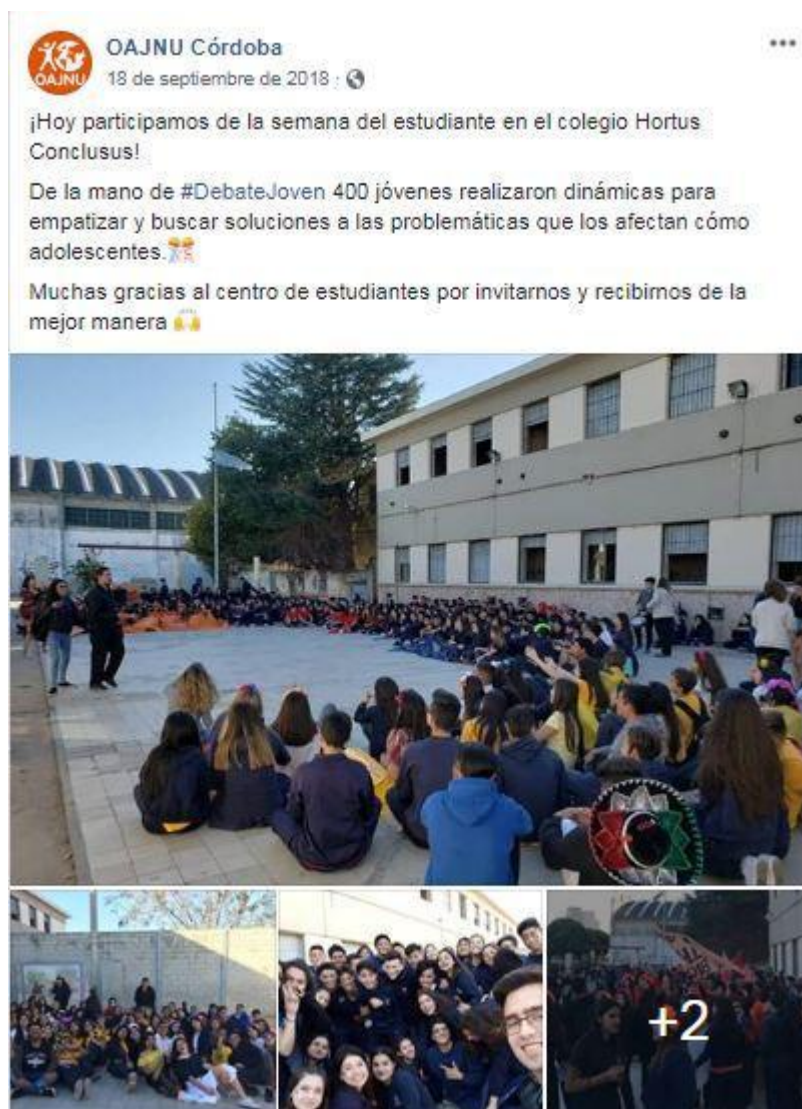 OAJNU
OAJNU Córdoba
18 de septiembre de 2018 ·
¡Hoy participamos de la semana del estudiante en el colegio Hortus
Conclusus!
De la mano de #DebateJoven 400 jóvenes realizaron dinámicas para
empatizar y buscar soluciones a las problemáticas que los afectan cómo
adolescentes.
Muchas gracias al centro de estudiantes por invitarnos y recibirnos de la
mejor manera
+2